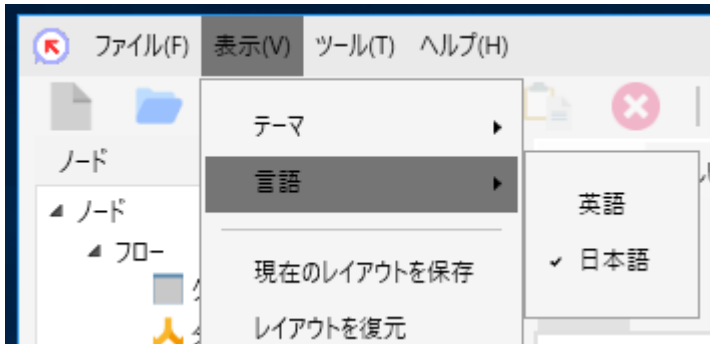 ファイル(F) 表示(V) ツール(T) ヘルプ(H)
テーマ
ノード
言語
英語
ノード
日本語
フロー
現在のレイアウトを保存
レイアウトを復元